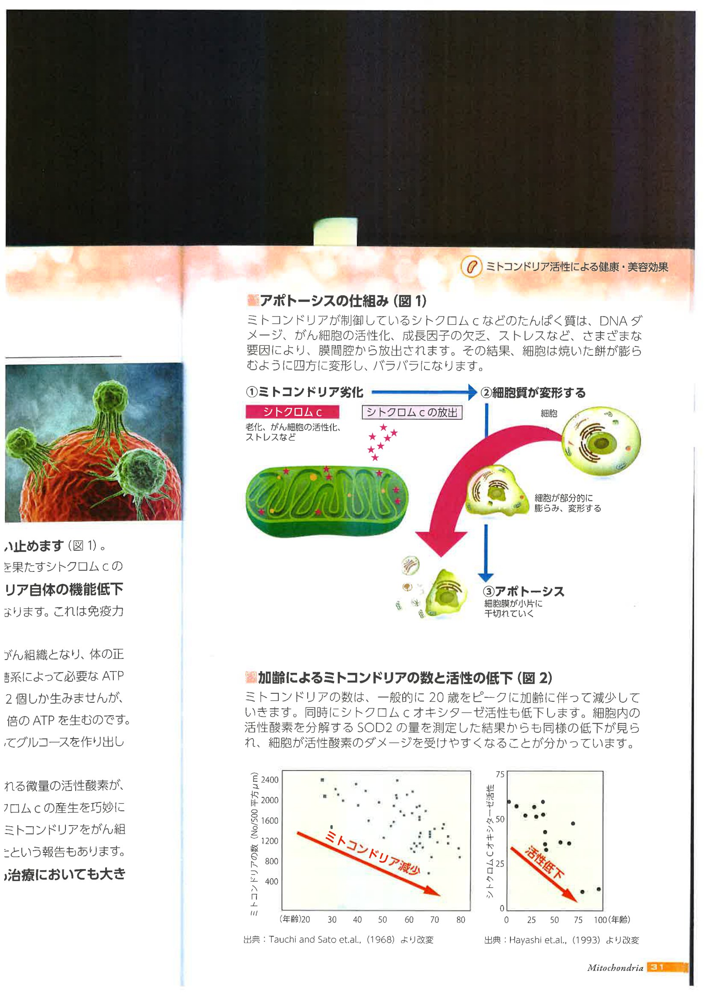 ミトコンドリア活性による健康・美容効果
アポトーシスの仕組み（図 1）
ミトコンドリアが制御しているシトクロム c などのたんぱく質は、DNA ダ
メージ、がん細胞の活性化、成長因子の欠乏、ストレスなど、さまざまな
要因により、膜間腔から放出されます。その結果、細胞は焼いた餅が膨ら
むように四方に変形し、バラバラになります。
①ミトコンドリア劣化
②細胞質が変形する
シトクロム c
シトクロム c の放出
細胞
老化、がん細胞の活性化、
ストレスなど
細胞が部分的に
膨らみ、変形する
③アポトーシス
細胞膜が小片に
千切れていく
い止めます（図 1）。
を果たすシトクロム c の
リア自体の機能低下
なります。これは免疫力
がん組織となり、体の正
糖系によって必要な ATP
2 個しか生みませんが、
倍の ATP を生むのです。
てグルコースを作り出し
れる微量の活性酸素が、
クロム c の産生を巧妙に
ミトコンドリアをがん組
という報告もあります。
治療においても大き
加齢によるミトコンドリアの数と活性の低下（図 2）
ミトコンドリアの数は、一般的に 20 歳をピークに加齢に伴って減少して
いきます。同時にシトクロム c オキシターゼ活性も低下します。細胞内の
活性酸素を分解する SOD2 の量を測定した結果からも同様の低下が見ら
れ、細胞が活性酸素のダメージを受けやすくなることが分かっています。
ミトコンドリアの数（No/500 平方μm）
2400
2000
1600
1200
800
400
ミトコンドリア減少
（年齢）20 30 40 50 60 70 80
出典：Tauchi and Sato et.al.,（1968）より改変
シトクロム C オキシターゼ活性
75
50
25
0
活性低下
0 25 50 75 100（年齢）
出典：Hayashi et.al.,（1993）より改変
Mitochondria 31